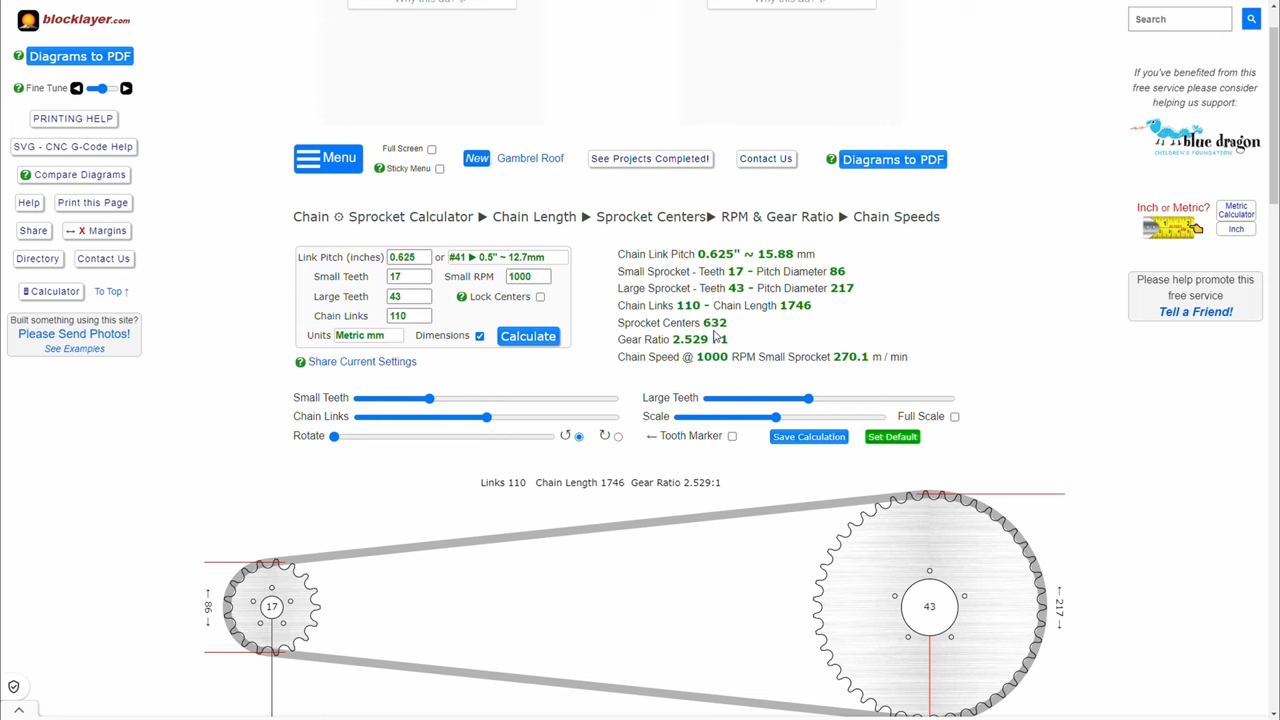 Why this ad?
Why this ad?
blocklayer.com
Diagrams to PDF
Fine Tune
PRINTING HELP
SVG - CNC G-Code Help
Compare Diagrams
Help
Print this Page
Share
↔ X Margins
Directory
Contact Us
Calculator
To Top ↑
Built something using this site?
Please Send Photos!
See Examples
Menu
Full Screen
Sticky Menu
New
Gambrel Roof
See Projects Completed!
Contact Us
Diagrams to PDF
Search
If you've benefited from this
free service please consider
helping us support:
blue dragon
CHILDREN'S FOUNDATION
Inch or Metric?
Metric
Calculator
Inch
Please help promote this
free service
Tell a Friend!
Chain ⚙ Sprocket Calculator ▶ Chain Length ▶ Sprocket Centers▶ RPM & Gear Ratio ▶ Chain Speeds
Link Pitch (inches) 0.625 or #41 ▶ 0.5" ~ 12.7mm
Small Teeth 17 Small RPM 1000
Large Teeth 43 Lock Centers
Chain Links 110
Units Metric mm Dimensions Calculate
Share Current Settings
Chain Link Pitch 0.625" ~ 15.88 mm
Small Sprocket - Teeth 17 - Pitch Diameter 86
Large Sprocket - Teeth 43 - Pitch Diameter 217
Chain Links 110 - Chain Length 1746
Sprocket Centers 632
Gear Ratio 2.529 1
Chain Speed @ 1000 RPM Small Sprocket 270.1 m / min
Small Teeth
Large Teeth
Chain Links
Scale
Full Scale
Rotate
← Tooth Marker
Save Calculation
Set Default
Links 110 Chain Length 1746 Gear Ratio 2.529:1
← 86 →
17
43
← 217 →